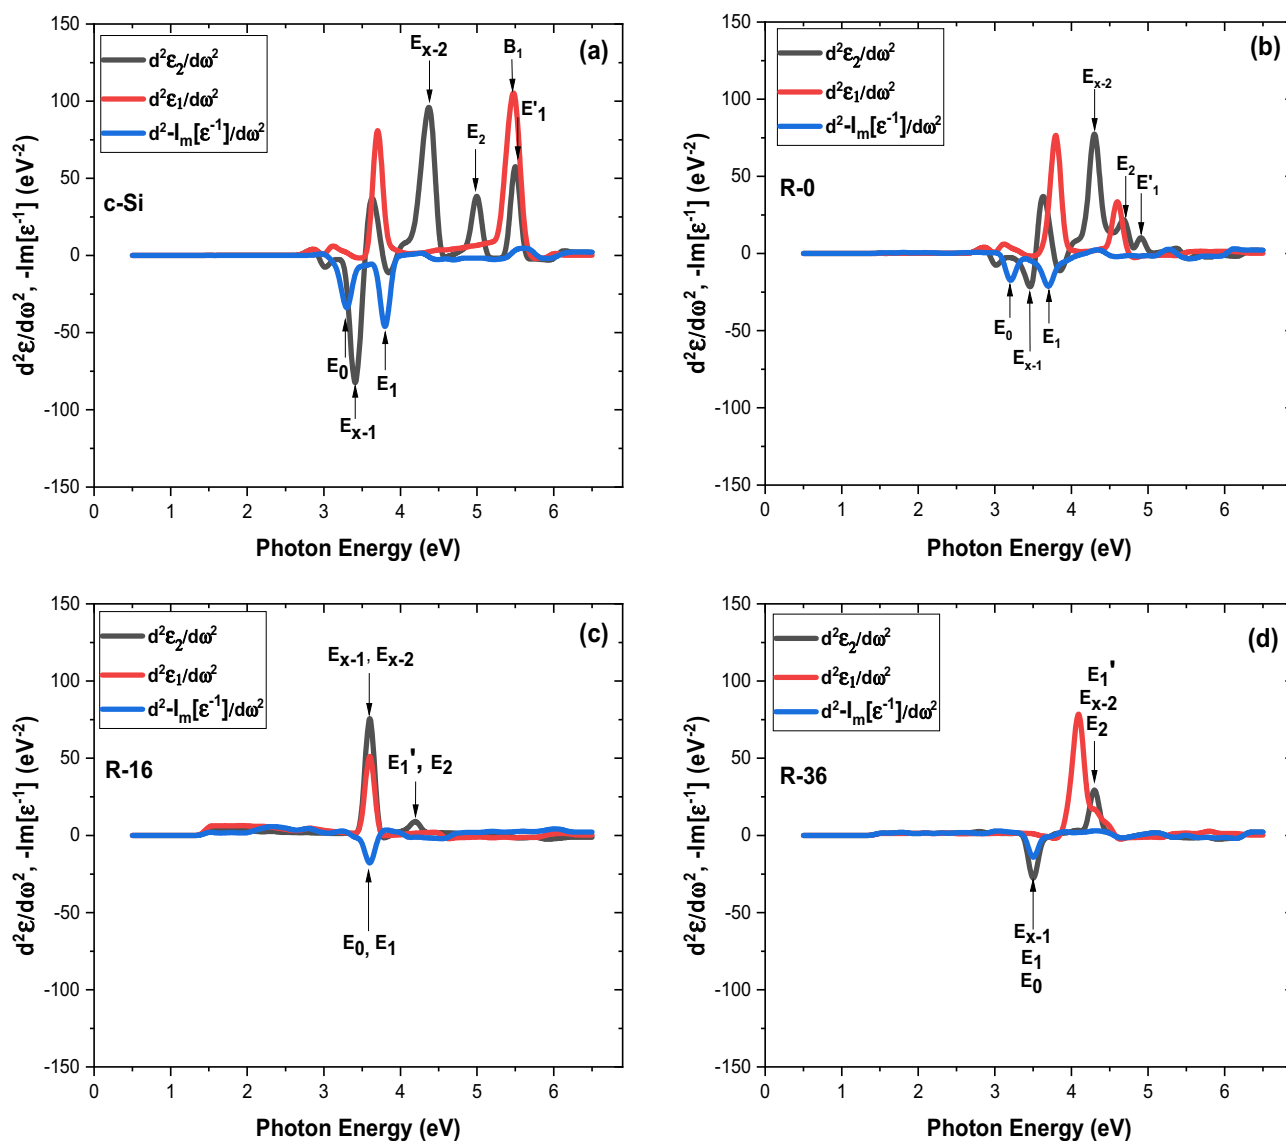 (a)
d²ε₂/dω²
d²ε₁/dω²
d²-Iₘ[ε⁻¹]/dω²
c-Si
Eₓ₋₂
B₁
E'₁
E₂
E₀
E₁
Eₓ₋₁
150
100
50
0
-50
-100
-150
d²ε/dω², -Im[ε⁻¹] (eV⁻²)
0 1 2 3 4 5 6
Photon Energy (eV)
(b)
d²ε₂/dω²
d²ε₁/dω²
d²-Iₘ[ε⁻¹]/dω²
R-0
Eₓ₋₂
E₂
E'₁
E₀
E₁
Eₓ₋₁
150
100
50
0
-50
-100
-150
d²ε/dω², -Im[ε⁻¹] (eV⁻²)
0 1 2 3 4 5 6
Photon Energy (eV)
(c)
d²ε₂/dω²
d²ε₁/dω²
d²-Iₘ[ε⁻¹]/dω²
R-16
Eₓ₋₁, Eₓ₋₂
E₁', E₂
E₀, E₁
150
100
50
0
-50
-100
-150
d²ε/dω², -Im[ε⁻¹] (eV⁻²)
0 1 2 3 4 5 6
Photon Energy (eV)
(d)
d²ε₂/dω²
d²ε₁/dω²
d²-Iₘ[ε⁻¹]/dω²
R-36
E₁'
Eₓ₋₂
E₂
Eₓ₋₁
E₁
E₀
150
100
50
0
-50
-100
-150
d²ε/dω², -Im[ε⁻¹] (eV⁻²)
0 1 2 3 4 5 6
Photon Energy (eV)